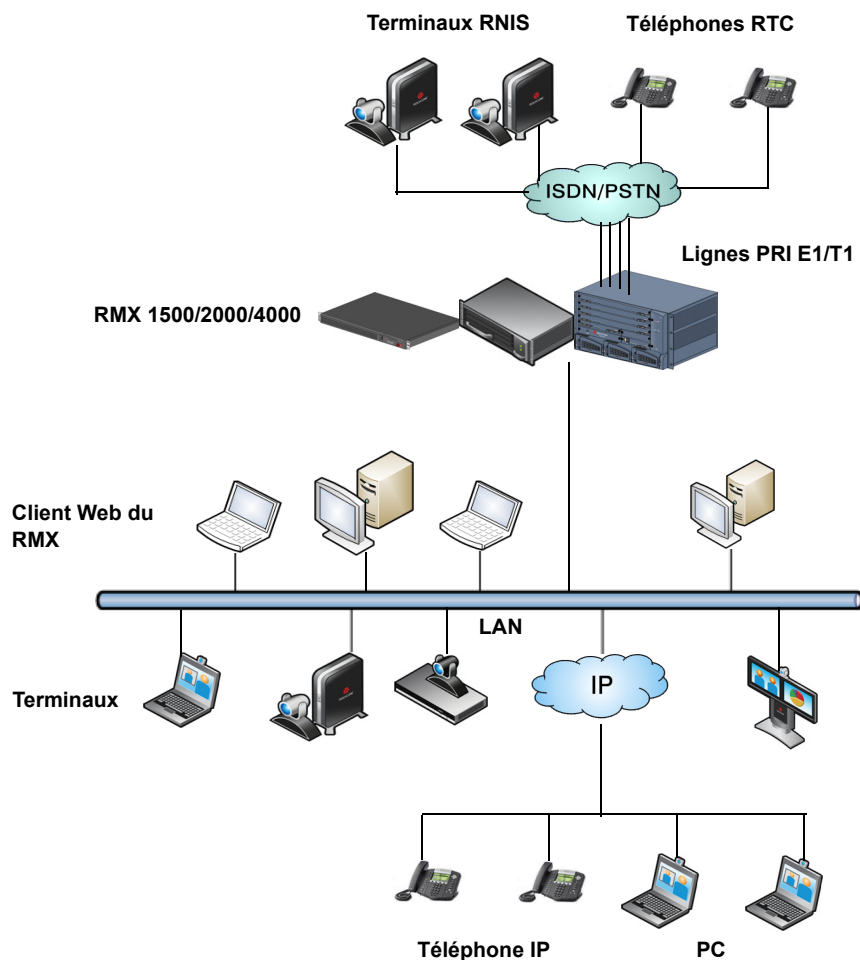 Terminaux RNIS
Téléphones RTC
ISDN/PSTN
Lignes PRI E1/T1
RMX 1500/2000/4000
Client Web du
RMX
LAN
Terminaux
IP
Téléphone IP
PC